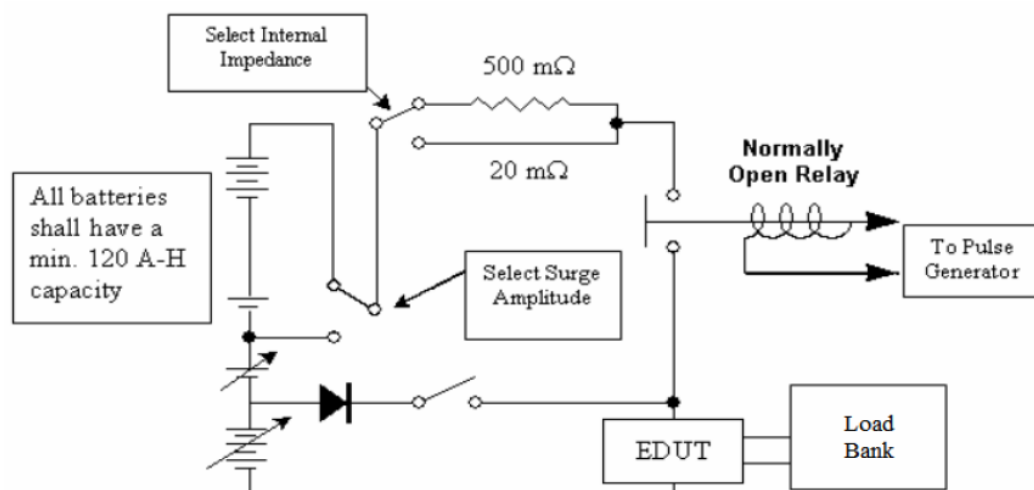 Select Internal
Impedance
500 mΩ
20 mΩ
Normally
Open Relay
All batteries
shall have a
min. 120 A-H
capacity
Select Surge
Amplitude
To Pulse
Generator
EDUT
Load
Bank